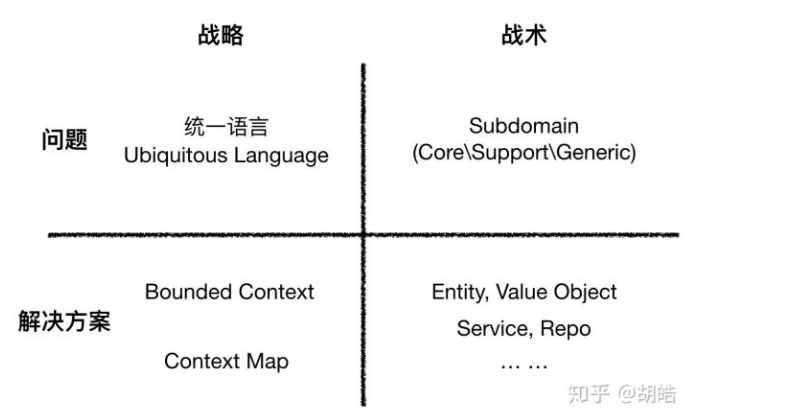 战略 战术
问题
统一语言
Ubiquitous Language
Subdomain
(Core\Support\Generic)
解决方案
Bounded Context
Context Map
Entity, Value Object
Service, Repo
... ...
知乎 @胡皓